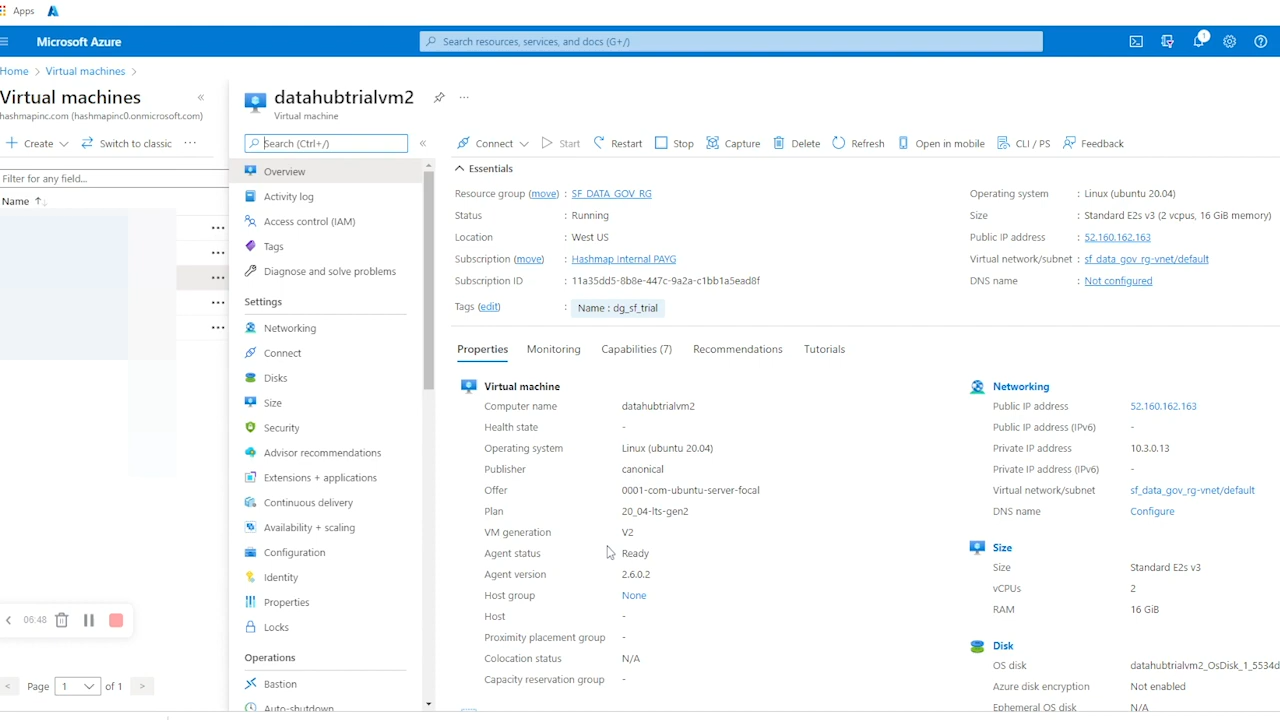 Apps
Microsoft Azure
Search resources, services, and docs (G+/)
1
Home > Virtual machines >
Virtual machines
hashmapinc.com (hashmapinc0.onmicrosoft.com)
Create
Switch to classic
Filter for any field...
Name
06:48
< Page 1 of 1 >
datahubtrialvm2
Virtual machine
Search (Ctrl+/)
Overview
Activity log
Access control (IAM)
Tags
Diagnose and solve problems
Settings
Networking
Connect
Disks
Size
Security
Advisor recommendations
Extensions + applications
Continuous delivery
Availability + scaling
Configuration
Identity
Properties
Locks
Operations
Bastion
Auto-shutdown
Connect Start Restart Stop Capture Delete Refresh Open in mobile CLI / PS Feedback
Essentials
Resource group (move) : SF_DATA_GOV_RG
Status : Running
Location : West US
Subscription (move) : Hashmap Internal PAYG
Subscription ID : 11a35dd5-8b8e-447c-9a2a-c1bb1a5ead8f
Tags (edit) : Name : dg_sf_trial
Operating system : Linux (ubuntu 20.04)
Size : Standard E2s v3 (2 vcpus, 16 GiB memory)
Public IP address : 52.160.162.163
Virtual network/subnet : sf_data_gov_rg-vnet/default
DNS name : Not configured
Properties Monitoring Capabilities (7) Recommendations Tutorials
Virtual machine
Computer name datahubtrialvm2
Health state -
Operating system Linux (ubuntu 20.04)
Publisher canonical
Offer 0001-com-ubuntu-server-focal
Plan 20_04-lts-gen2
VM generation V2
Agent status Ready
Agent version 2.6.0.2
Host group None
Host -
Proximity placement group -
Colocation status N/A
Capacity reservation group -
Networking
Public IP address 52.160.162.163
Public IP address (IPv6) -
Private IP address 10.3.0.13
Private IP address (IPv6) -
Virtual network/subnet sf_data_gov_rg-vnet/default
DNS name Configure
Size
Size Standard E2s v3
vCPUs 2
RAM 16 GiB
Disk
OS disk datahubtrialvm2_OsDisk_1_5534d
Azure disk encryption Not enabled
Ephemeral OS disk N/A